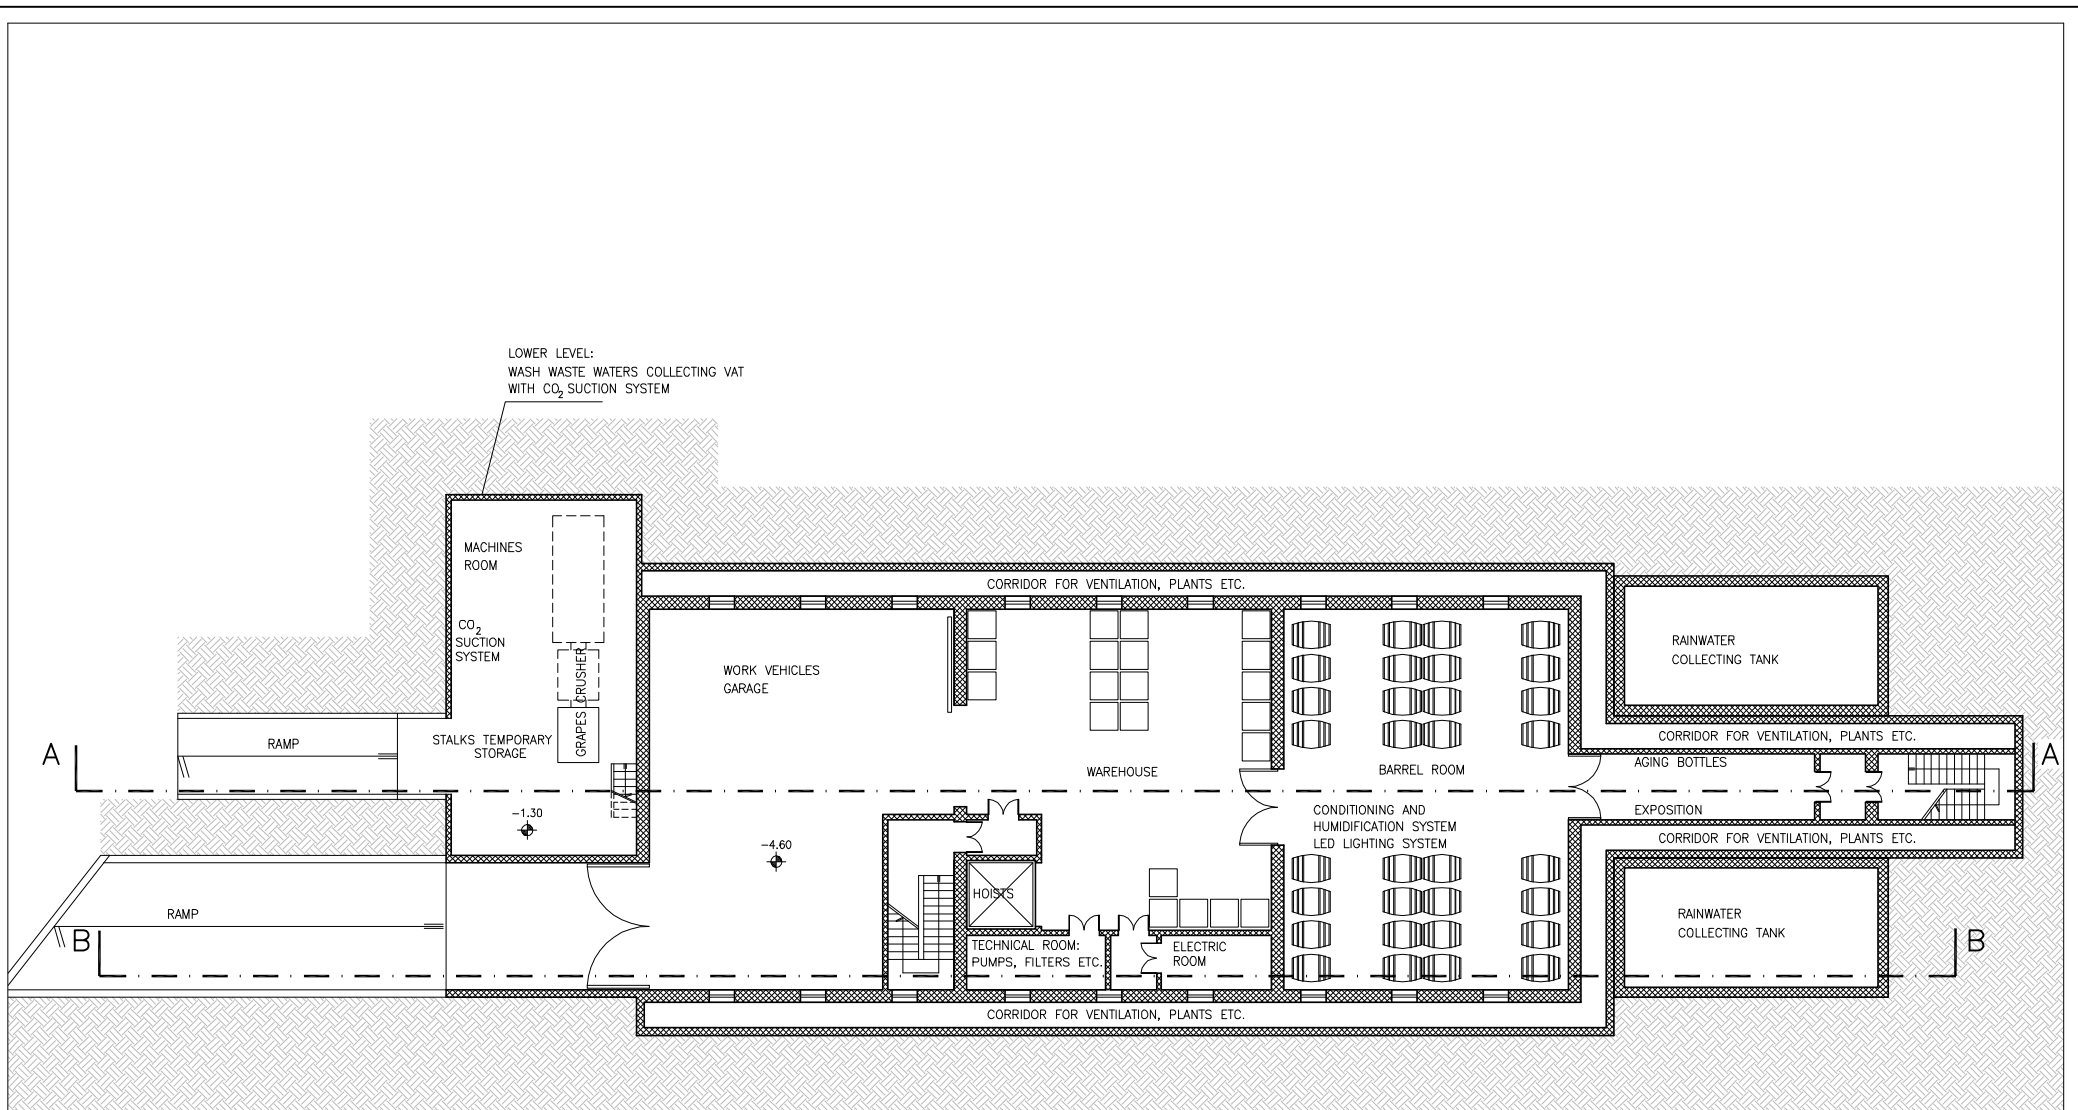 LOWER LEVEL:
WASH WASTE WATERS COLLECTING VAT
WITH CO2 SUCTION SYSTEM
MACHINES
ROOM
CO2
SUCTION
SYSTEM
GRAPES CRUSHER
STALKS TEMPORARY
STORAGE
-1.30
RAMP
A
A
RAMP
B
B
CORRIDOR FOR VENTILATION, PLANTS ETC.
WORK VEHICLES
GARAGE
-4.60
WAREHOUSE
HOISTS
TECHNICAL ROOM:
PUMPS, FILTERS ETC.
ELECTRIC
ROOM
BARREL ROOM
CONDITIONING AND
HUMIDIFICATION SYSTEM
LED LIGHTING SYSTEM
RAINWATER
COLLECTING TANK
CORRIDOR FOR VENTILATION, PLANTS ETC.
AGING BOTTLES
EXPOSITION
CORRIDOR FOR VENTILATION, PLANTS ETC.
RAINWATER
COLLECTING TANK
CORRIDOR FOR VENTILATION, PLANTS ETC.